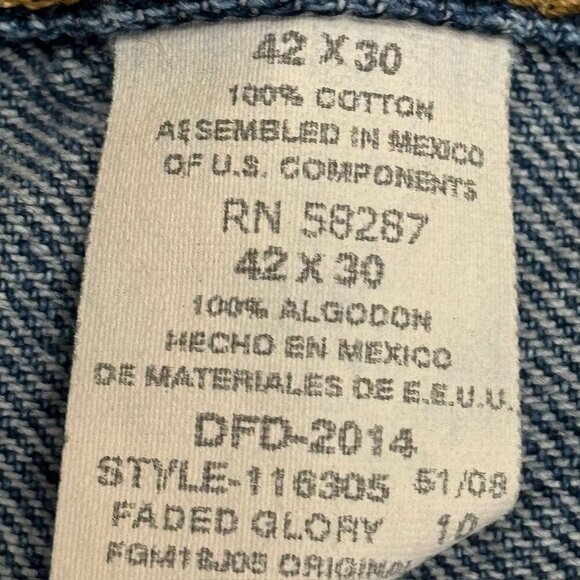 42 X 30
100% COTTON
ASSEMBLED IN MEXICO
OF U.S. COMPONENTS
RN 58287
42 X 30
100% ALGODON
HECHO EN MEXICO
DE MATERIALES DE E.E.U.U.
DFD-2014
STYLE-116305 51/08
FADED GLORY 10
FGM18J05